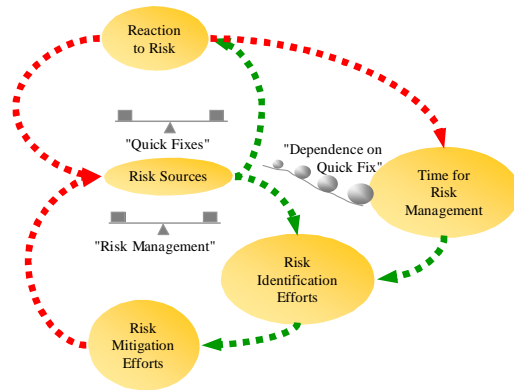 Reaction
to Risk
"Quick Fixes"
"Dependence on
Quick Fix"
Risk Sources
Time for
Risk
Management
"Risk Management"
Risk
Identification
Efforts
Risk
Mitigation
Efforts